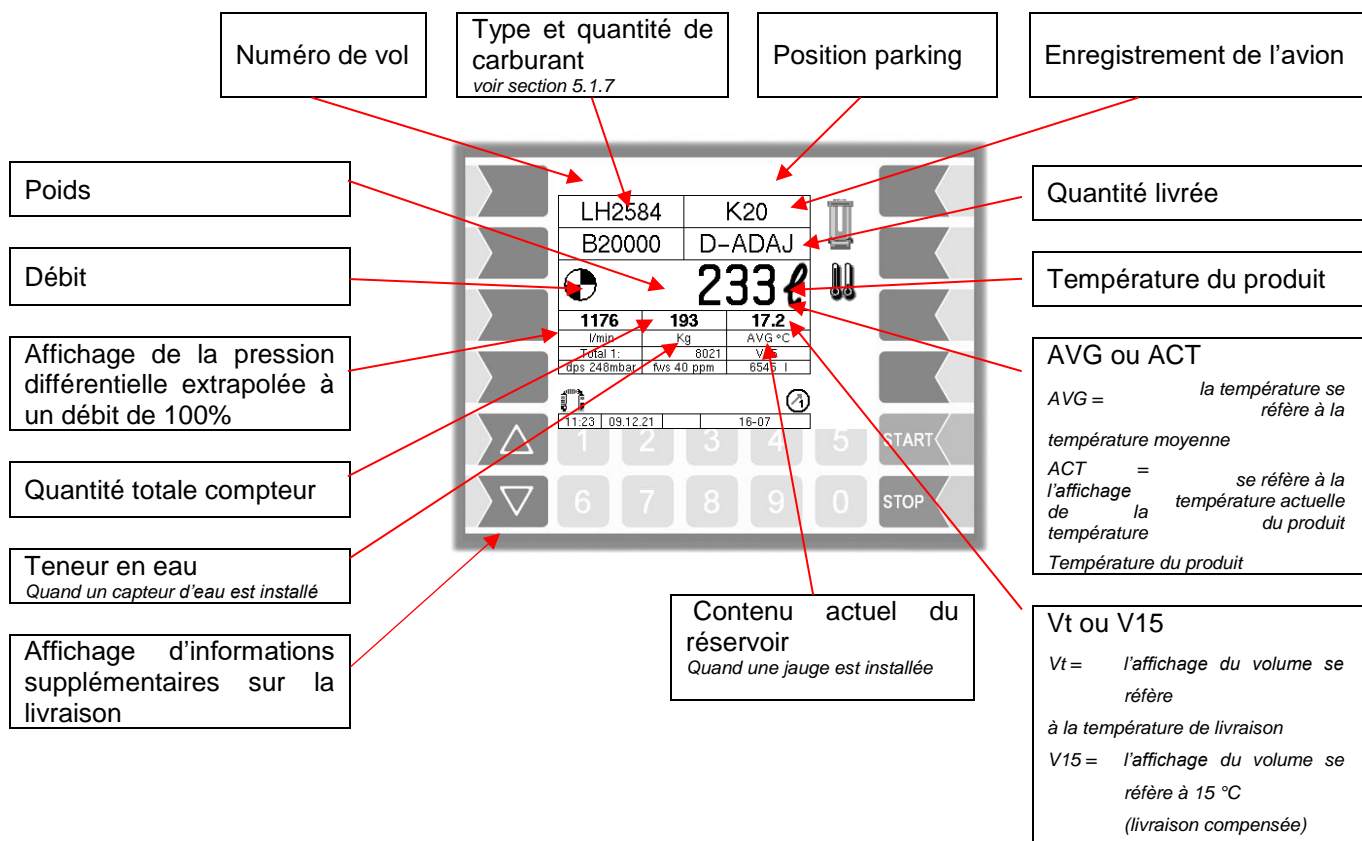 Numéro de vol
Type et quantité de
carburant
voir section 5.1.7
Position parking
Enregistrement de l'avion
Poids
Débit
Affichage de la pression
différentielle extrapolée à
un débit de 100%
Quantité totale compteur
Teneur en eau
Quand un capteur d'eau est installé
Affichage d'informations
supplémentaires sur la
livraison
LH2584 K20
B20000 D-ADAJ
233 ℓ
1176 193 17.2
l/min Kg AVG °C
Total 1: 8021
dps 248mbar fws 40 ppm 6545 l
1
11:23 09.12.21 16-07
1 2 3 4 5 START
6 7 8 9 0 STOP
Quantité livrée
Température du produit
AVG ou ACT
AVG = la température se
réfère à la
température moyenne
ACT =
l'affichage
de la
température
se réfère à la
température actuelle
du produit
Température du produit
Contenu actuel du
réservoir
Quand une jauge est installée
Vt ou V15
Vt = l'affichage du volume se
réfère
à la température de livraison
V15 = l'affichage du volume se
réfère à 15 °C
(livraison compensée)